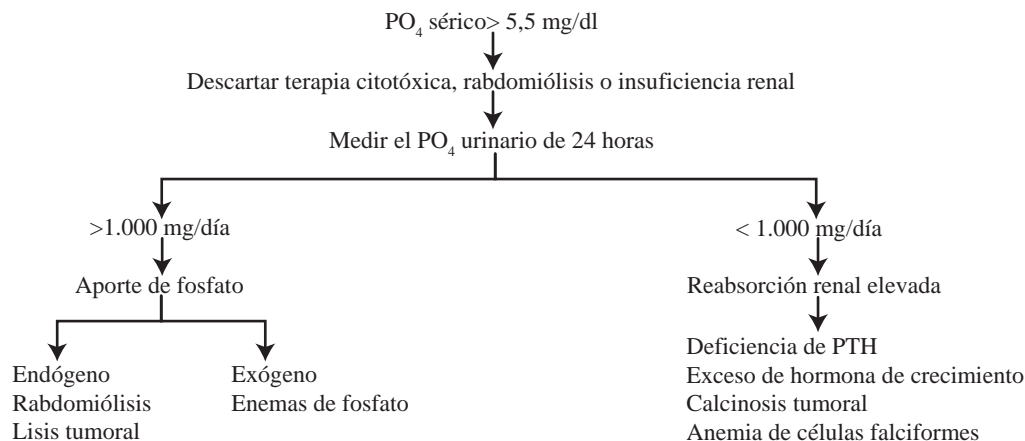 PO4 sérico> 5,5 mg/dl
Descartar terapia citotóxica, rabdomiólisis o insuficiencia renal
Medir el PO4 urinario de 24 horas
>1.000 mg/día
< 1.000 mg/día
Aporte de fosfato
Reabsorción renal elevada
Endógeno
Rabdomiólisis
Lisis tumoral
Exógeno
Enemas de fosfato
Deficiencia de PTH
Exceso de hormona de crecimiento
Calcinosis tumoral
Anemia de células falciformes